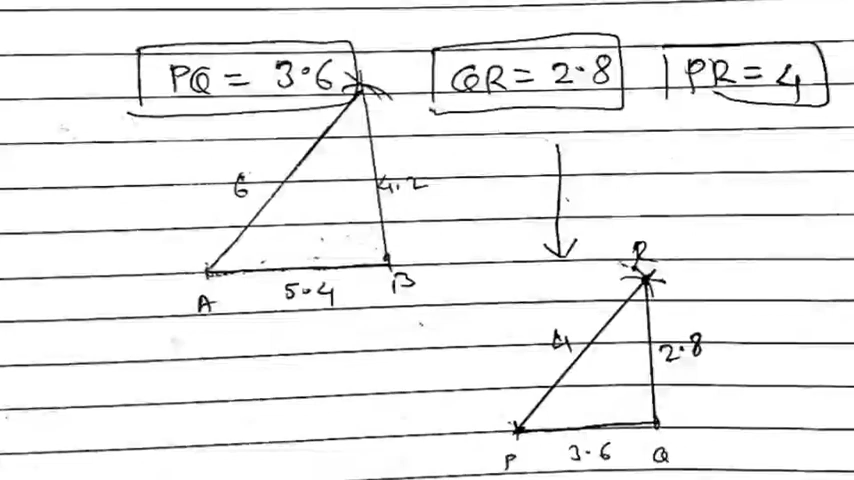 PQ = 3.6 QR = 2.8 PR = 4
6 4.2
A 5.4 B
R
4 2.8
P 3.6 Q